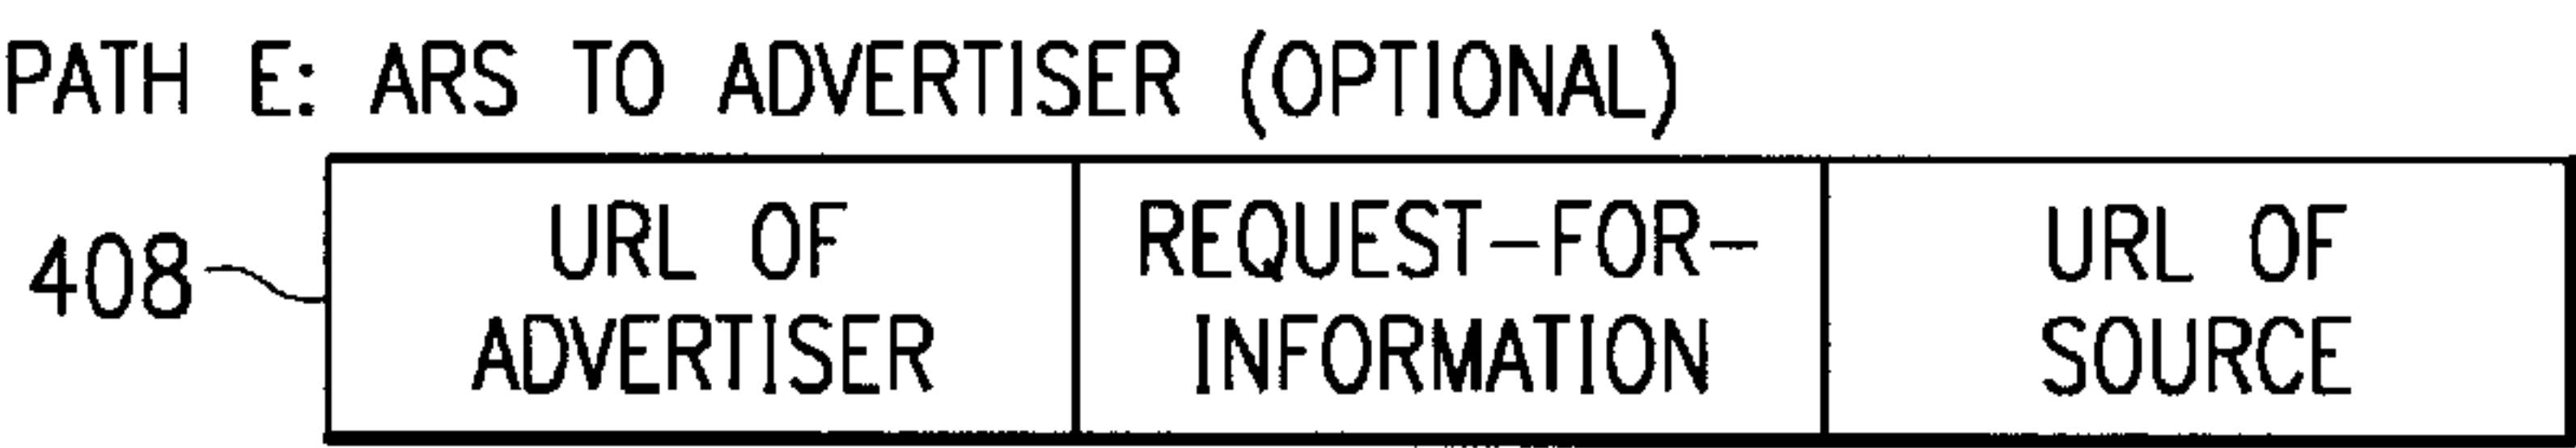 PATH E: ARS TO ADVERTISER (OPTIONAL)
408
URL OF
ADVERTISER
REQUEST-FOR-
INFORMATION
URL OF
SOURCE